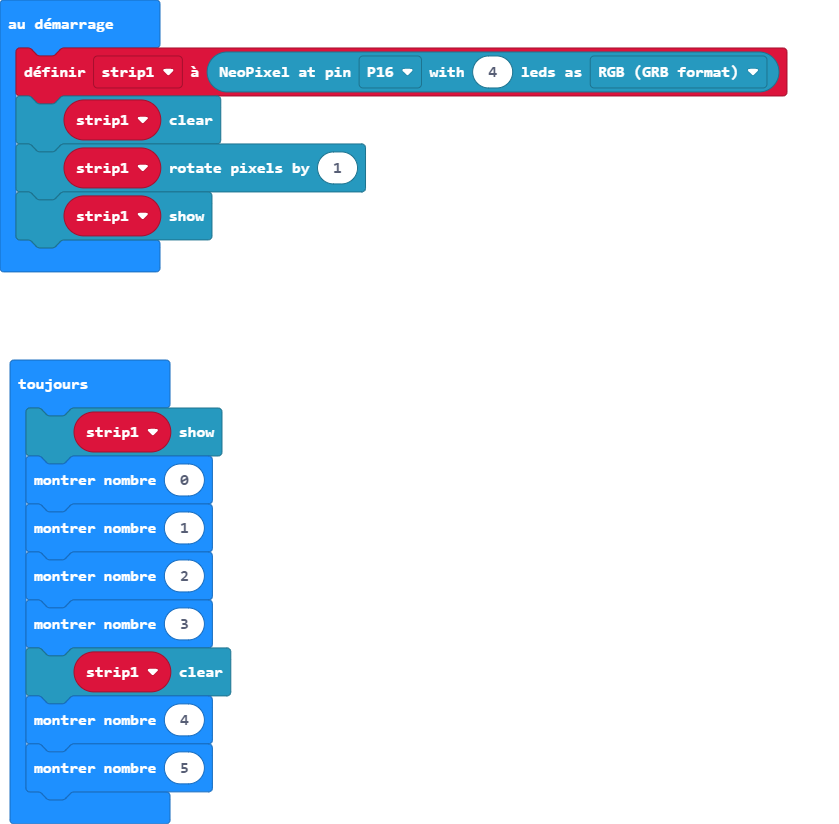 au démarrage
définir strip1 à NeoPixel at pin P16 with 4 leds as RGB (GRB format)
strip1 clear
strip1 rotate pixels by 1
strip1 show
toujours
strip1 show
montrer nombre 0
montrer nombre 1
montrer nombre 2
montrer nombre 3
strip1 clear
montrer nombre 4
montrer nombre 5